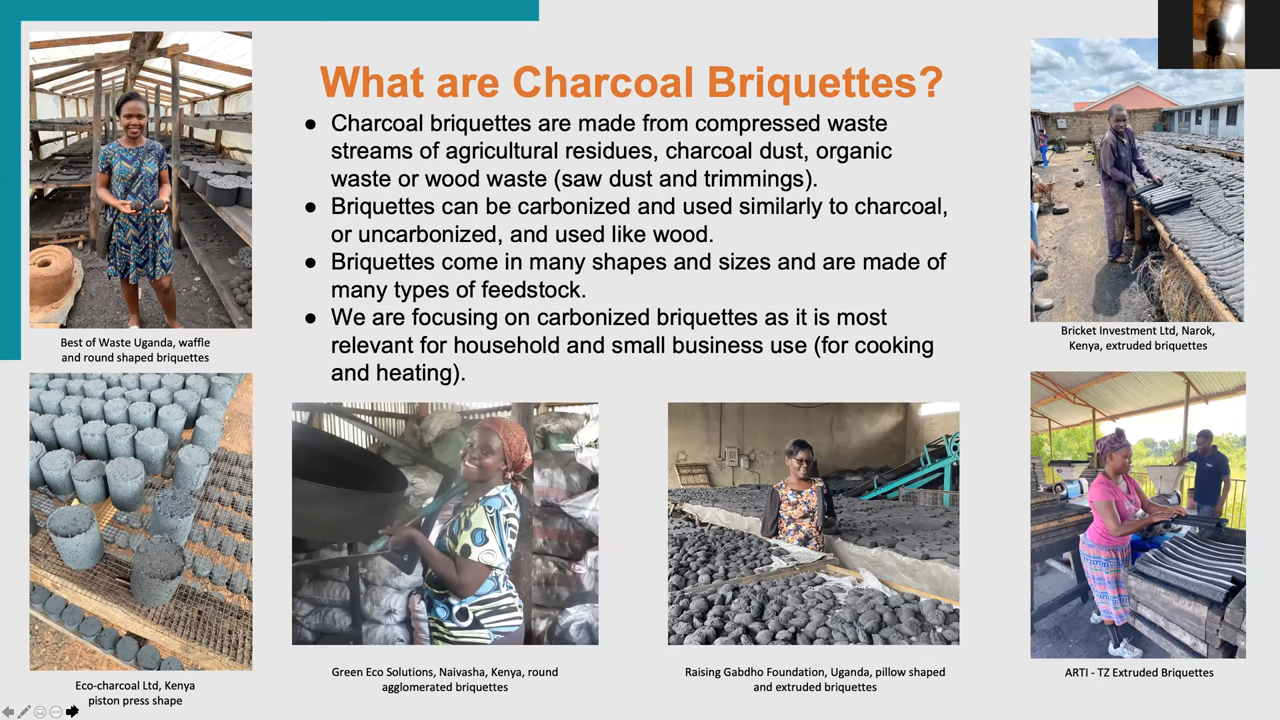 What are Charcoal Briquettes?
● Charcoal briquettes are made from compressed waste
streams of agricultural residues, charcoal dust, organic
waste or wood waste (saw dust and trimmings).
● Briquettes can be carbonized and used similarly to charcoal,
or uncarbonized, and used like wood.
● Briquettes come in many shapes and sizes and are made of
many types of feedstock.
● We are focusing on carbonized briquettes as it is most
relevant for household and small business use (for cooking
and heating).
Best of Waste Uganda, waffle
and round shaped briquettes
Bricket Investment Ltd, Narok,
Kenya, extruded briquettes
Eco-charcoal Ltd, Kenya
piston press shape
Green Eco Solutions, Naivasha, Kenya, round
agglomerated briquettes
Raising Gabdho Foundation, Uganda, pillow shaped
and extruded briquettes
ARTI - TZ Extruded Briquettes